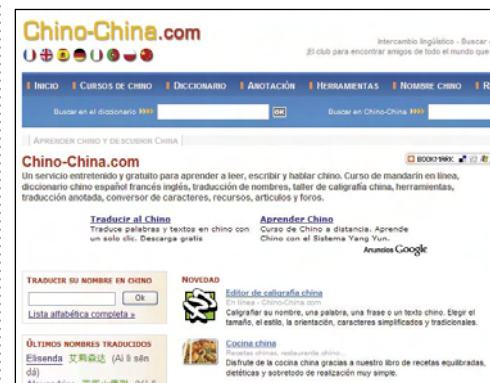 Chino-China.com
Intercambio lingüístico - Buscar
¡El club para encontrar amigos de todo el mundo que
INICIO CURSOS DE CHINO DICCIONARIO ANOTACIÓN HERRAMIENTAS NOMBRE CHINO R
Buscar en el diccionario OK Buscar en Chino-China
APRENDER CHINO Y DESCUBRIR CHINA
Chino-China.com
BOOKMARK
Un servicio entretenido y gratuito para aprender a leer, escribir y hablar chino. Curso de mandarín en línea,
diccionario chino español francés inglés, traducción de nombres, taller de caligrafía china, herramientas,
traducción anotada, conversor de caracteres, recursos, artículos y foros.
Traducir al Chino
Traduce palabras y textos en chino con
un solo clic. Descarga gratis
Aprender Chino
Curso de Chino a distancia. Aprende
Chino con el Sistema Yang Yun.
Anuncios Google
TRADUCIR SU NOMBRE EN CHINO
Ok
Lista alfabética completa »
ÚLTIMOS NOMBRES TRADUCIDOS
Elisenda 艾莉森达 (Ài lì sēn
dá)
NOVEDAD
Editor de caligrafía china
En línea - Chino-China.com
Caligrafiar su nombre, una palabra, una frase o un texto chino. Elegir el
tamaño, el estilo, la orientación, caracteres simplificados y tradicionales.
Cocina china
Recetas chinas, restaurante chino...
Disfrute de la cocina china gracias a nuestro libro de recetas equilibradas,
dietéticas y sobretodo de realización muy simple.